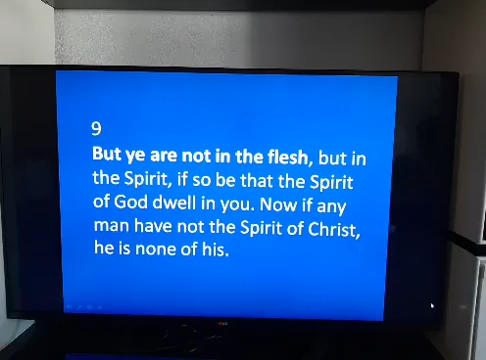 9
But ye are not in the flesh, but in
the Spirit, if so be that the Spirit
of God dwell in you. Now if any
man have not the Spirit of Christ,
he is none of his.